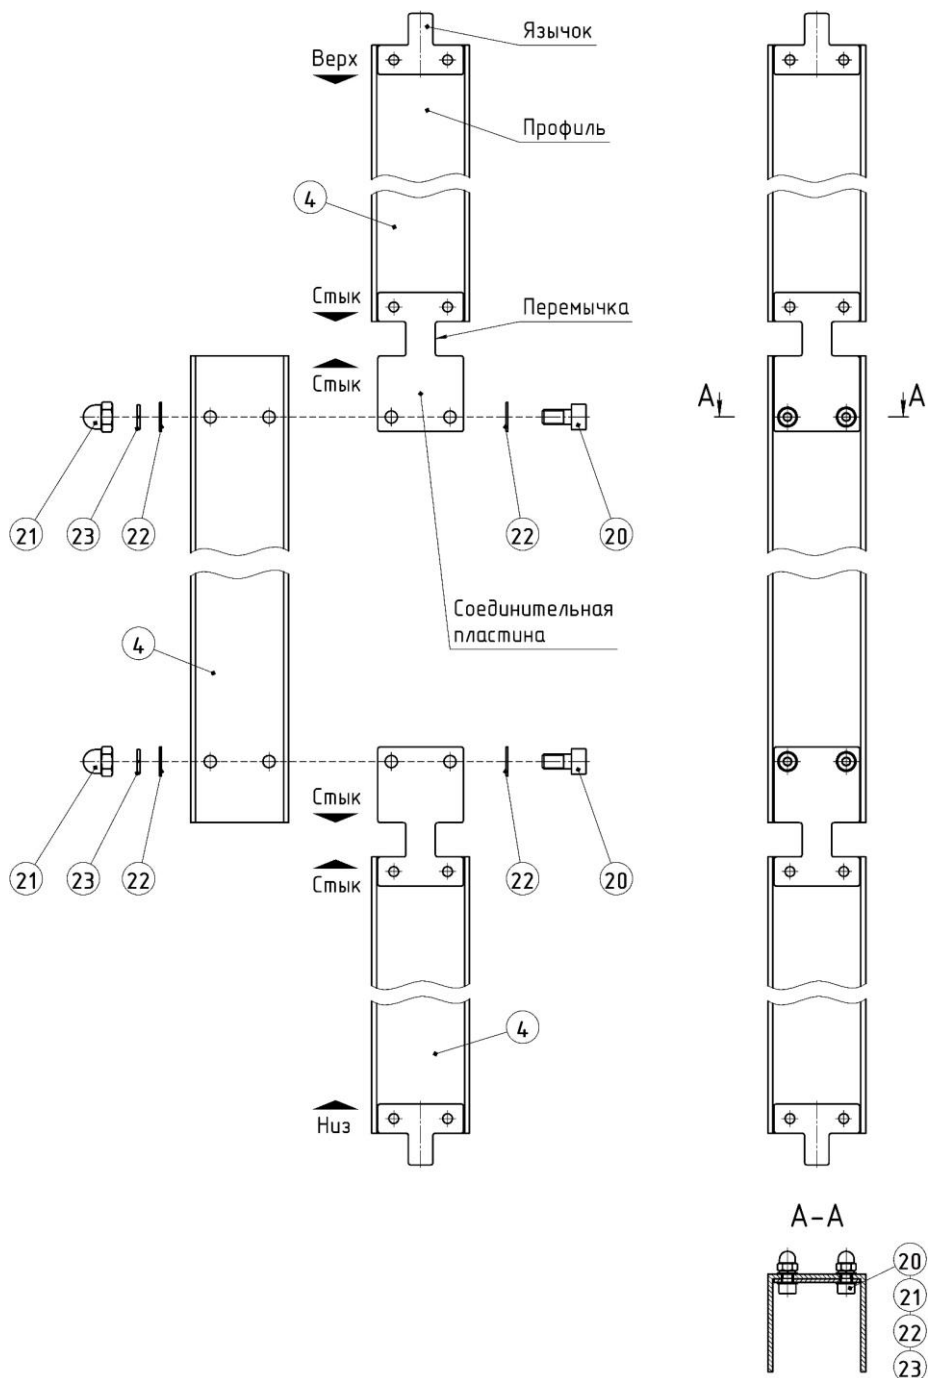 Язычок
Верх
Профиль
4
Стык
Перемычка
Стык
А
А
21
23
22
22
20
Соединительная
пластина
4
Стык
21
23
22
Стык
22
20
4
Низ
А-А
20
21
22
23